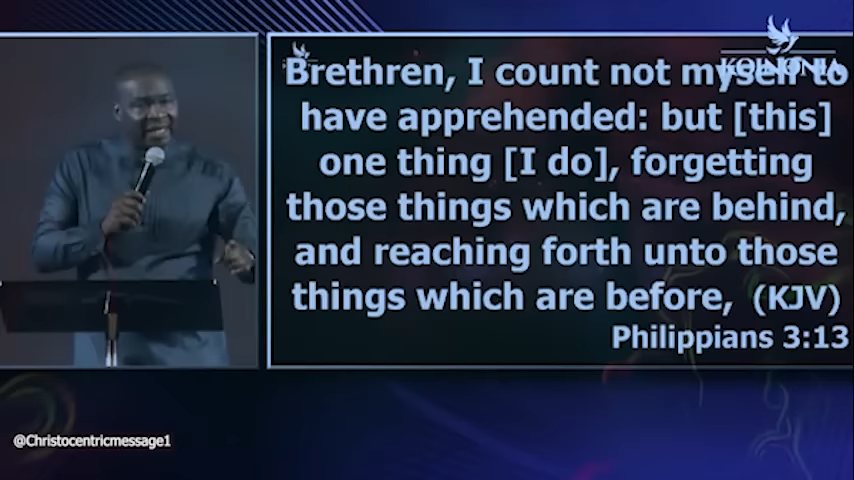 Brethren, I count not myself to
have apprehended: but [this]
one thing [I do], forgetting
those things which are behind,
and reaching forth unto those
things which are before, (KJV)
Philippians 3:13
KOINONIA
@Christocentricmessage1